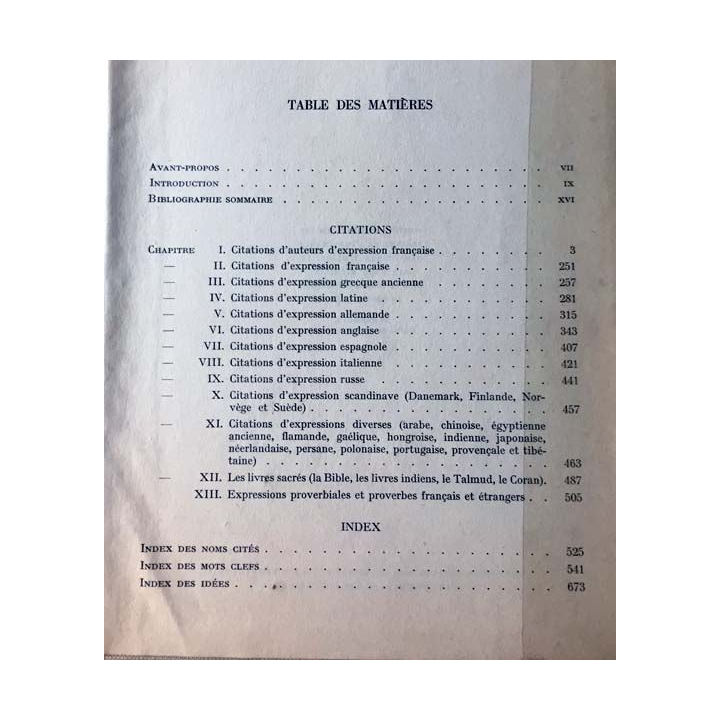 TABLE DES MATIÈRES
AVANT-PROPOS . . . . . . . . . . . . . . . . . . . . . . . VII
INTRODUCTION . . . . . . . . . . . . . . . . . . . . . . . IX
BIBLIOGRAPHIE SOMMAIRE . . . . . . . . . . . . . . . . . . . XVI
CITATIONS
CHAPITRE I. Citations d'auteurs d'expression française . . . . . . . . 3
— II. Citations d'expression française . . . . . . . . . . . 251
— III. Citations d'expression grecque ancienne . . . . . . . . . 257
— IV. Citations d'expression latine . . . . . . . . . . . . 281
— V. Citations d'expression allemande . . . . . . . . . . . 315
— VI. Citations d'expression anglaise . . . . . . . . . . . . 343
— VII. Citations d'expression espagnole . . . . . . . . . . . 407
— VIII. Citations d'expression italienne . . . . . . . . . . . . 421
— IX. Citations d'expression russe . . . . . . . . . . . . 441
— X. Citations d'expression scandinave (Danemark, Finlande, Nor-
vège et Suède) . . . . . . . . . . . . . . . . . 457
— XI. Citations d'expressions diverses (arabe, chinoise, égyptienne
ancienne, flamande, gaélique, hongroise, indienne, japonaise,
néerlandaise, persane, polonaise, portugaise, provençale et tibé-
taine) . . . . . . . . . . . . . . . . . . . . 463
— XII. Les livres sacrés (la Bible, les livres indiens, le Talmud, le Coran). 487
XIII. Expressions proverbiales et proverbes français et étrangers . . 505
INDEX
INDEX DES NOMS CITÉS . . . . . . . . . . . . . . . . . . . . 525
INDEX DES MOTS CLEFS . . . . . . . . . . . . . . . . . . . . 541
INDEX DES IDÉES . . . . . . . . . . . . . . . . . . . . . . 673